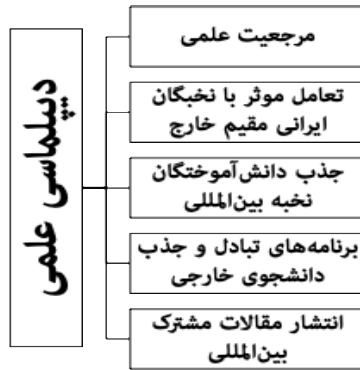 دیپلماسی علمی
مرجعیت علمی
تعامل موثر با نخبگان
ایرانی مقیم خارج
جذب دانش‌آموختگان
نخبه بین‌المللی
برنامه‌های تبادل و جذب
دانشجوی خارجی
انتشار مقالات مشترک
بین‌المللی